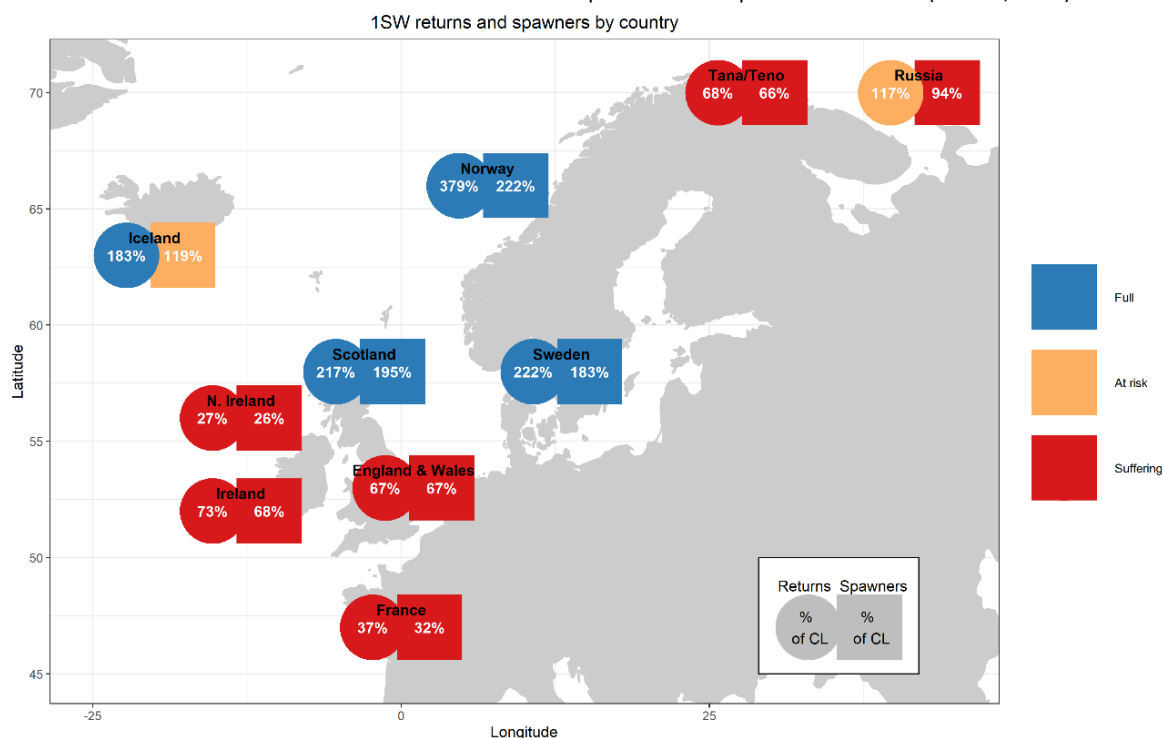 1SW returns and spawners by country
70
65
60
55
50
45
-25
0
25
Latitude
Longitude
Tana/Teno
68% 66%
Russia
117% 94%
Norway
379% 222%
Iceland
183% 119%
Scotland
217% 195%
Sweden
222% 183%
N. Ireland
27% 26%
England & Wales
67% 67%
Ireland
73% 68%
France
37% 32%
Returns Spawners
% %
of CL of CL
Full
At risk
Suffering